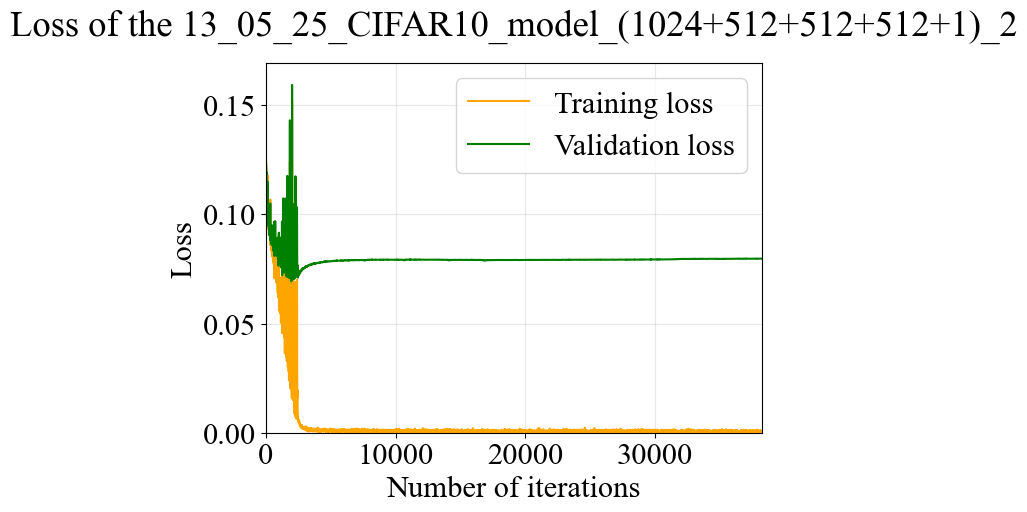 Loss of the 13_05_25_CIFAR10_model_(1024+512+512+512+1)_2
Training loss
Validation loss
Loss
0.15
0.10
0.05
0.00
0
10000
20000
30000
Number of iterations